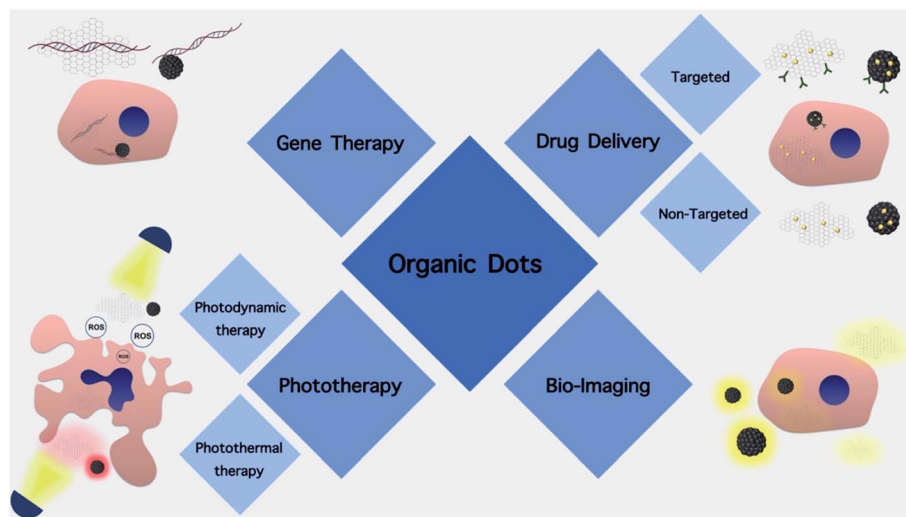 Gene Therapy
Drug Delivery
Targeted
Non-Targeted
Organic Dots
Photodynamic
therapy
Phototherapy
Photothermal
therapy
Bio-Imaging
ROS
ROS
ROS